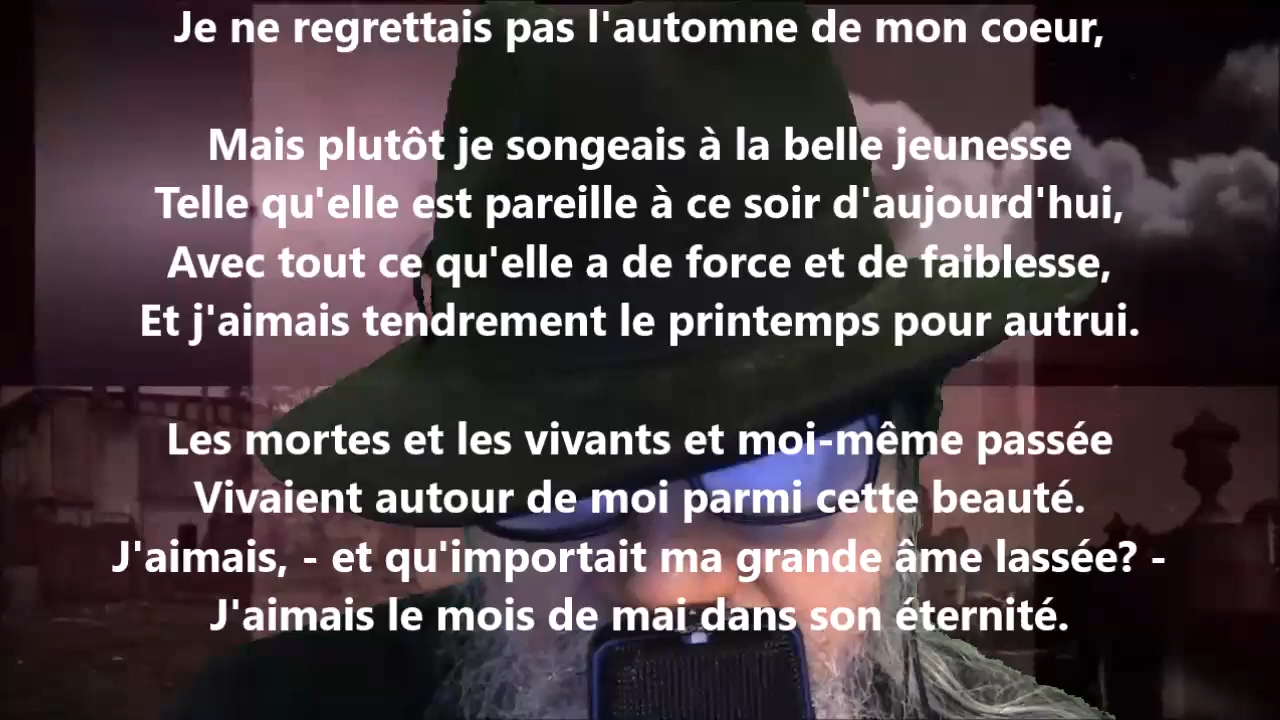 Je ne regrettais pas l'automne de mon coeur,
Mais plutôt je songeais à la belle jeunesse
Telle qu'elle est pareille à ce soir d'aujourd'hui,
Avec tout ce qu'elle a de force et de faiblesse,
Et j'aimais tendrement le printemps pour autrui.
Les mortes et les vivants et moi-même passée
Vivaient autour de moi parmi cette beauté.
J'aimais, - et qu'importait ma grande âme lassée? -
J'aimais le mois de mai dans son éternité.